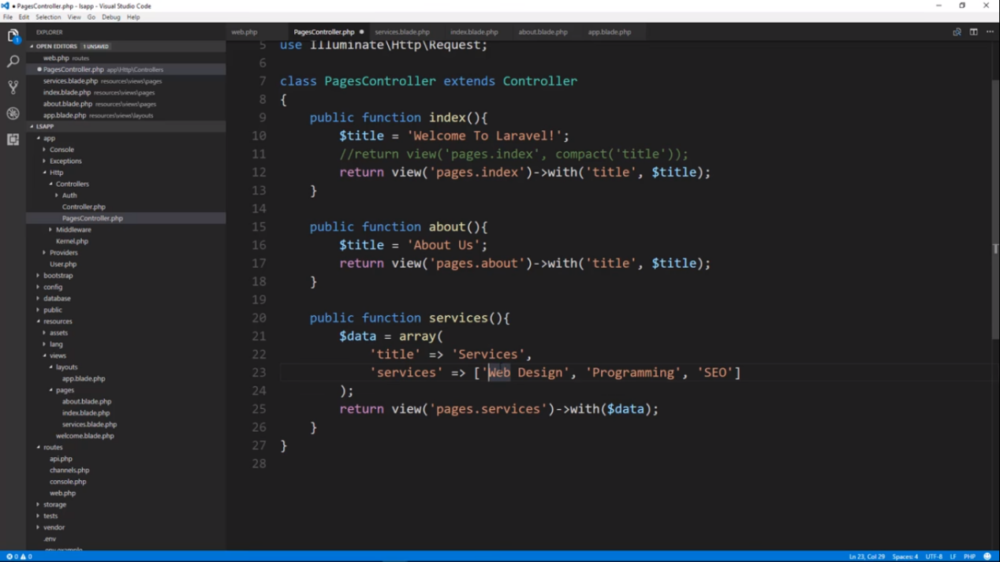 ● PagesController.php - lsapp - Visual Studio Code
File Edit Selection View Go Debug Help
EXPLORER
OPEN EDITORS 1 UNSAVED
web.php routes
● PagesController.php app\Http\Controllers
services.blade.php resources\views\pages
index.blade.php resources\views\pages
about.blade.php resources\views\pages
app.blade.php resources\views\layouts
LSAPP
app
Console
Exceptions
Http
Controllers
Auth
Controller.php
PagesController.php
Middleware
Kernel.php
Providers
User.php
bootstrap
config
database
public
resources
assets
lang
views
layouts
app.blade.php
pages
about.blade.php
index.blade.php
services.blade.php
welcome.blade.php
routes
api.php
channels.php
console.php
web.php
storage
tests
vendor
.env
.env.example
web.php PagesController.php ● services.blade.php index.blade.php about.blade.php app.blade.php
5 use Illuminate\Http\Request;
6
7 class PagesController extends Controller
8 {
9 public function index(){
10 $title = 'Welcome To Laravel!';
11 //return view('pages.index', compact('title'));
12 return view('pages.index')->with('title', $title);
13 }
14
15 public function about(){
16 $title = 'About Us';
17 return view('pages.about')->with('title', $title);
18 }
19
20 public function services(){
21 $data = array(
22 'title' => 'Services',
23 'services' => ['Web Design', 'Programming', 'SEO']
24 );
25 return view('pages.services')->with($data);
26 }
27 }
28
0 0 Ln 23, Col 29 Spaces: 4 UTF-8 LF PHP
1